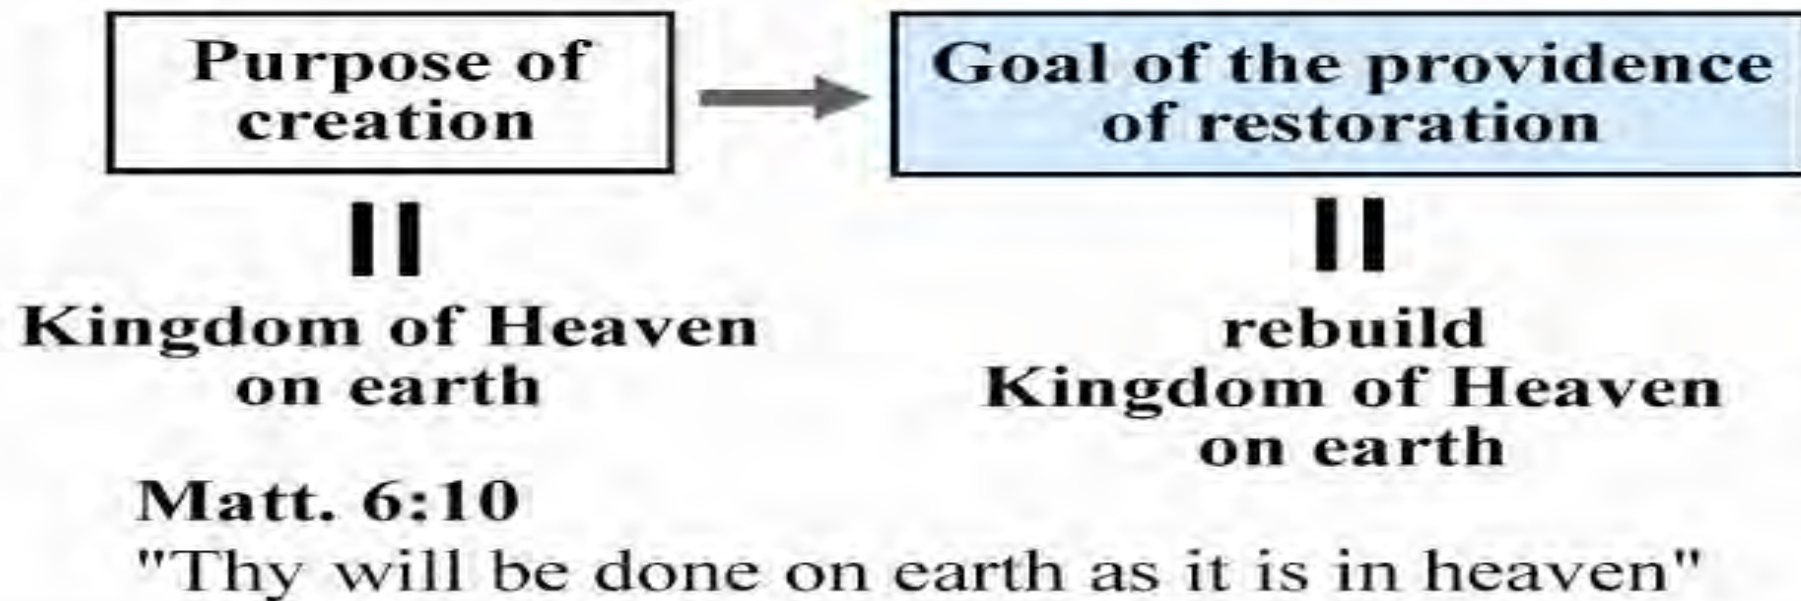 Purpose of
creation
Goal of the providence
of restoration
Kingdom of Heaven
on earth
rebuild
Kingdom of Heaven
on earth
Matt. 6:10
"Thy will be done on earth as it is in heaven"